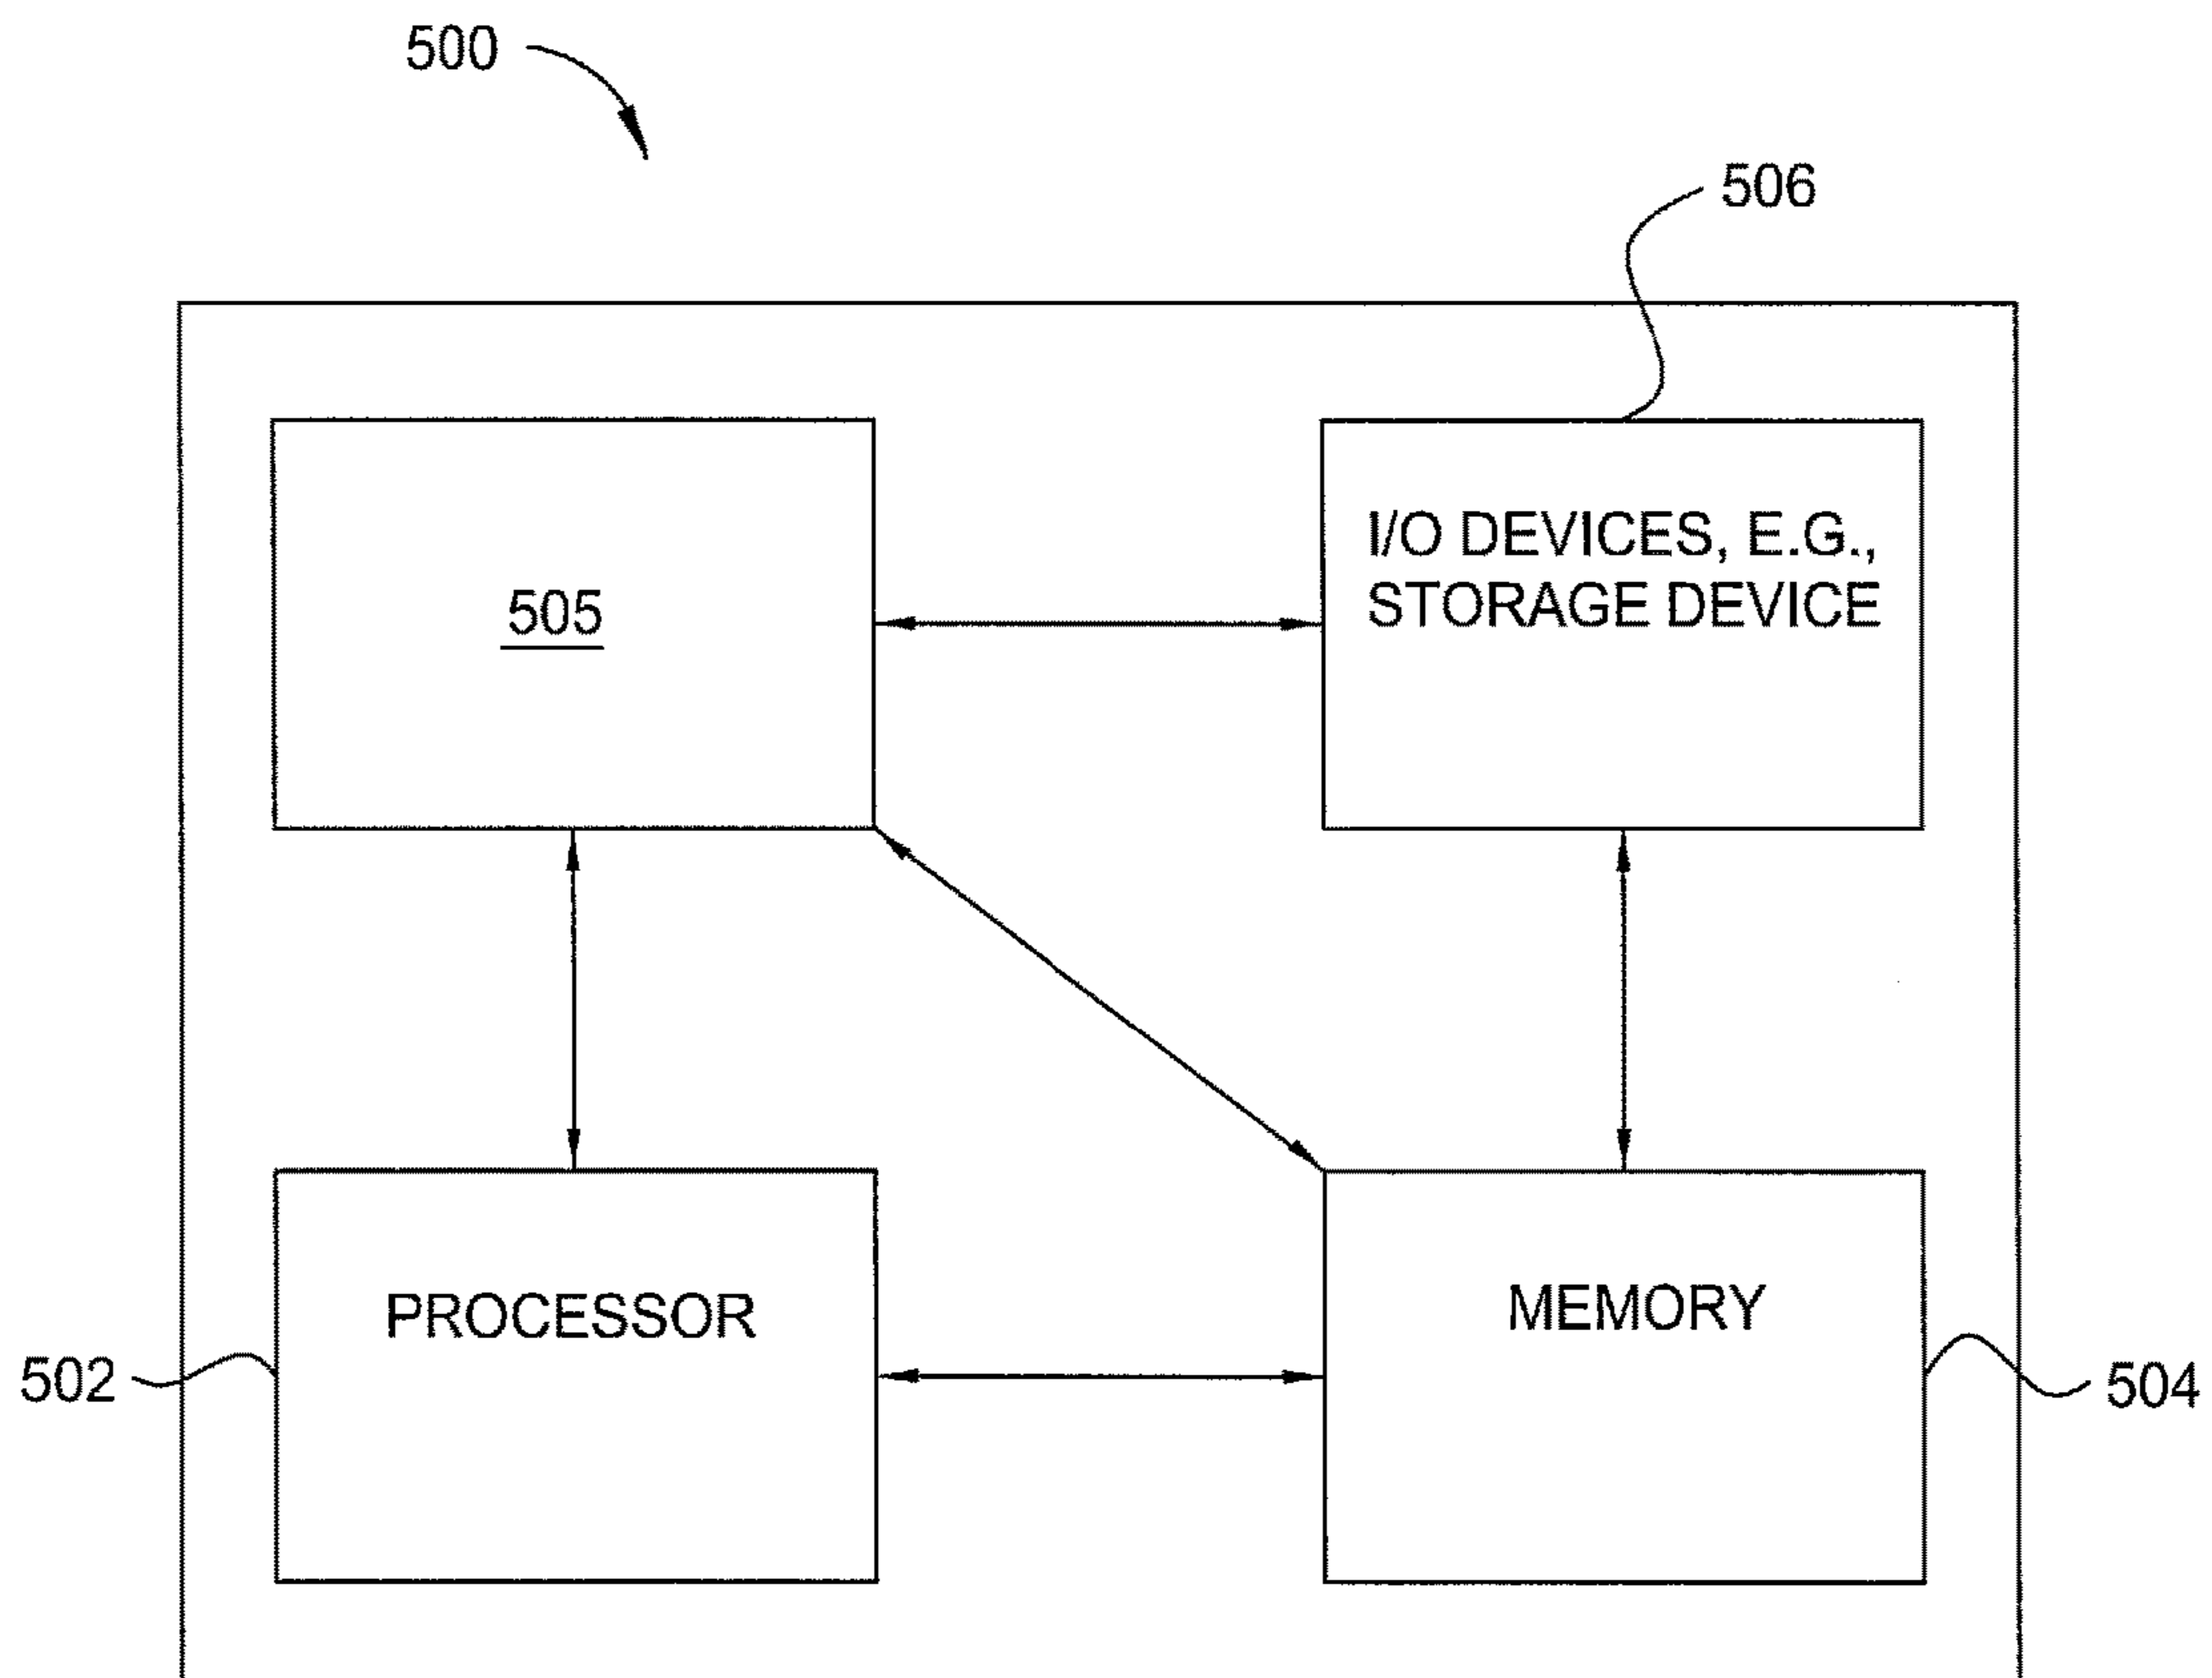 500
506
505
I/O DEVICES, E.G.,
STORAGE DEVICE
PROCESSOR
MEMORY
502
504